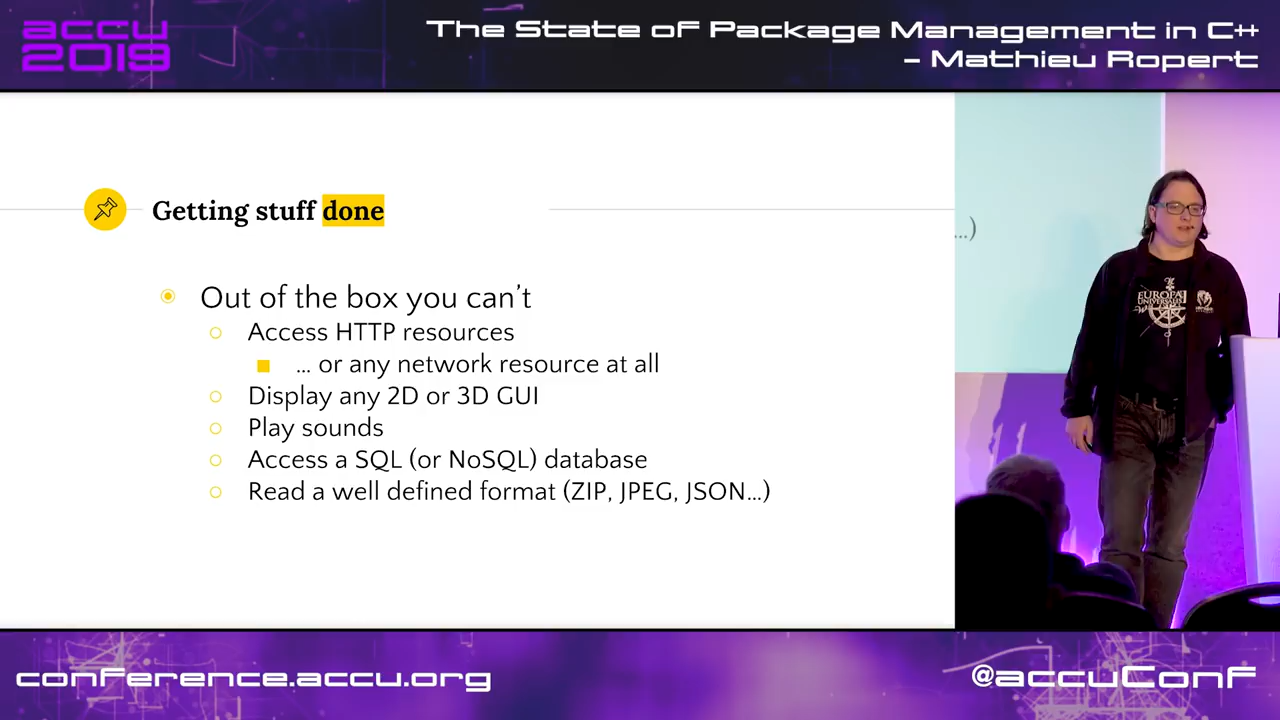 accu
2019
The State of Package Management in C++
– Mathieu Ropert
Getting stuff done
Out of the box you can’t
Access HTTP resources
... or any network resource at all
Display any 2D or 3D GUI
Play sounds
Access a SQL (or NoSQL) database
Read a well defined format (ZIP, JPEG, JSON...)
...)
EUROPA
UNIVERSALIS
conference.accu.org
@accuConf